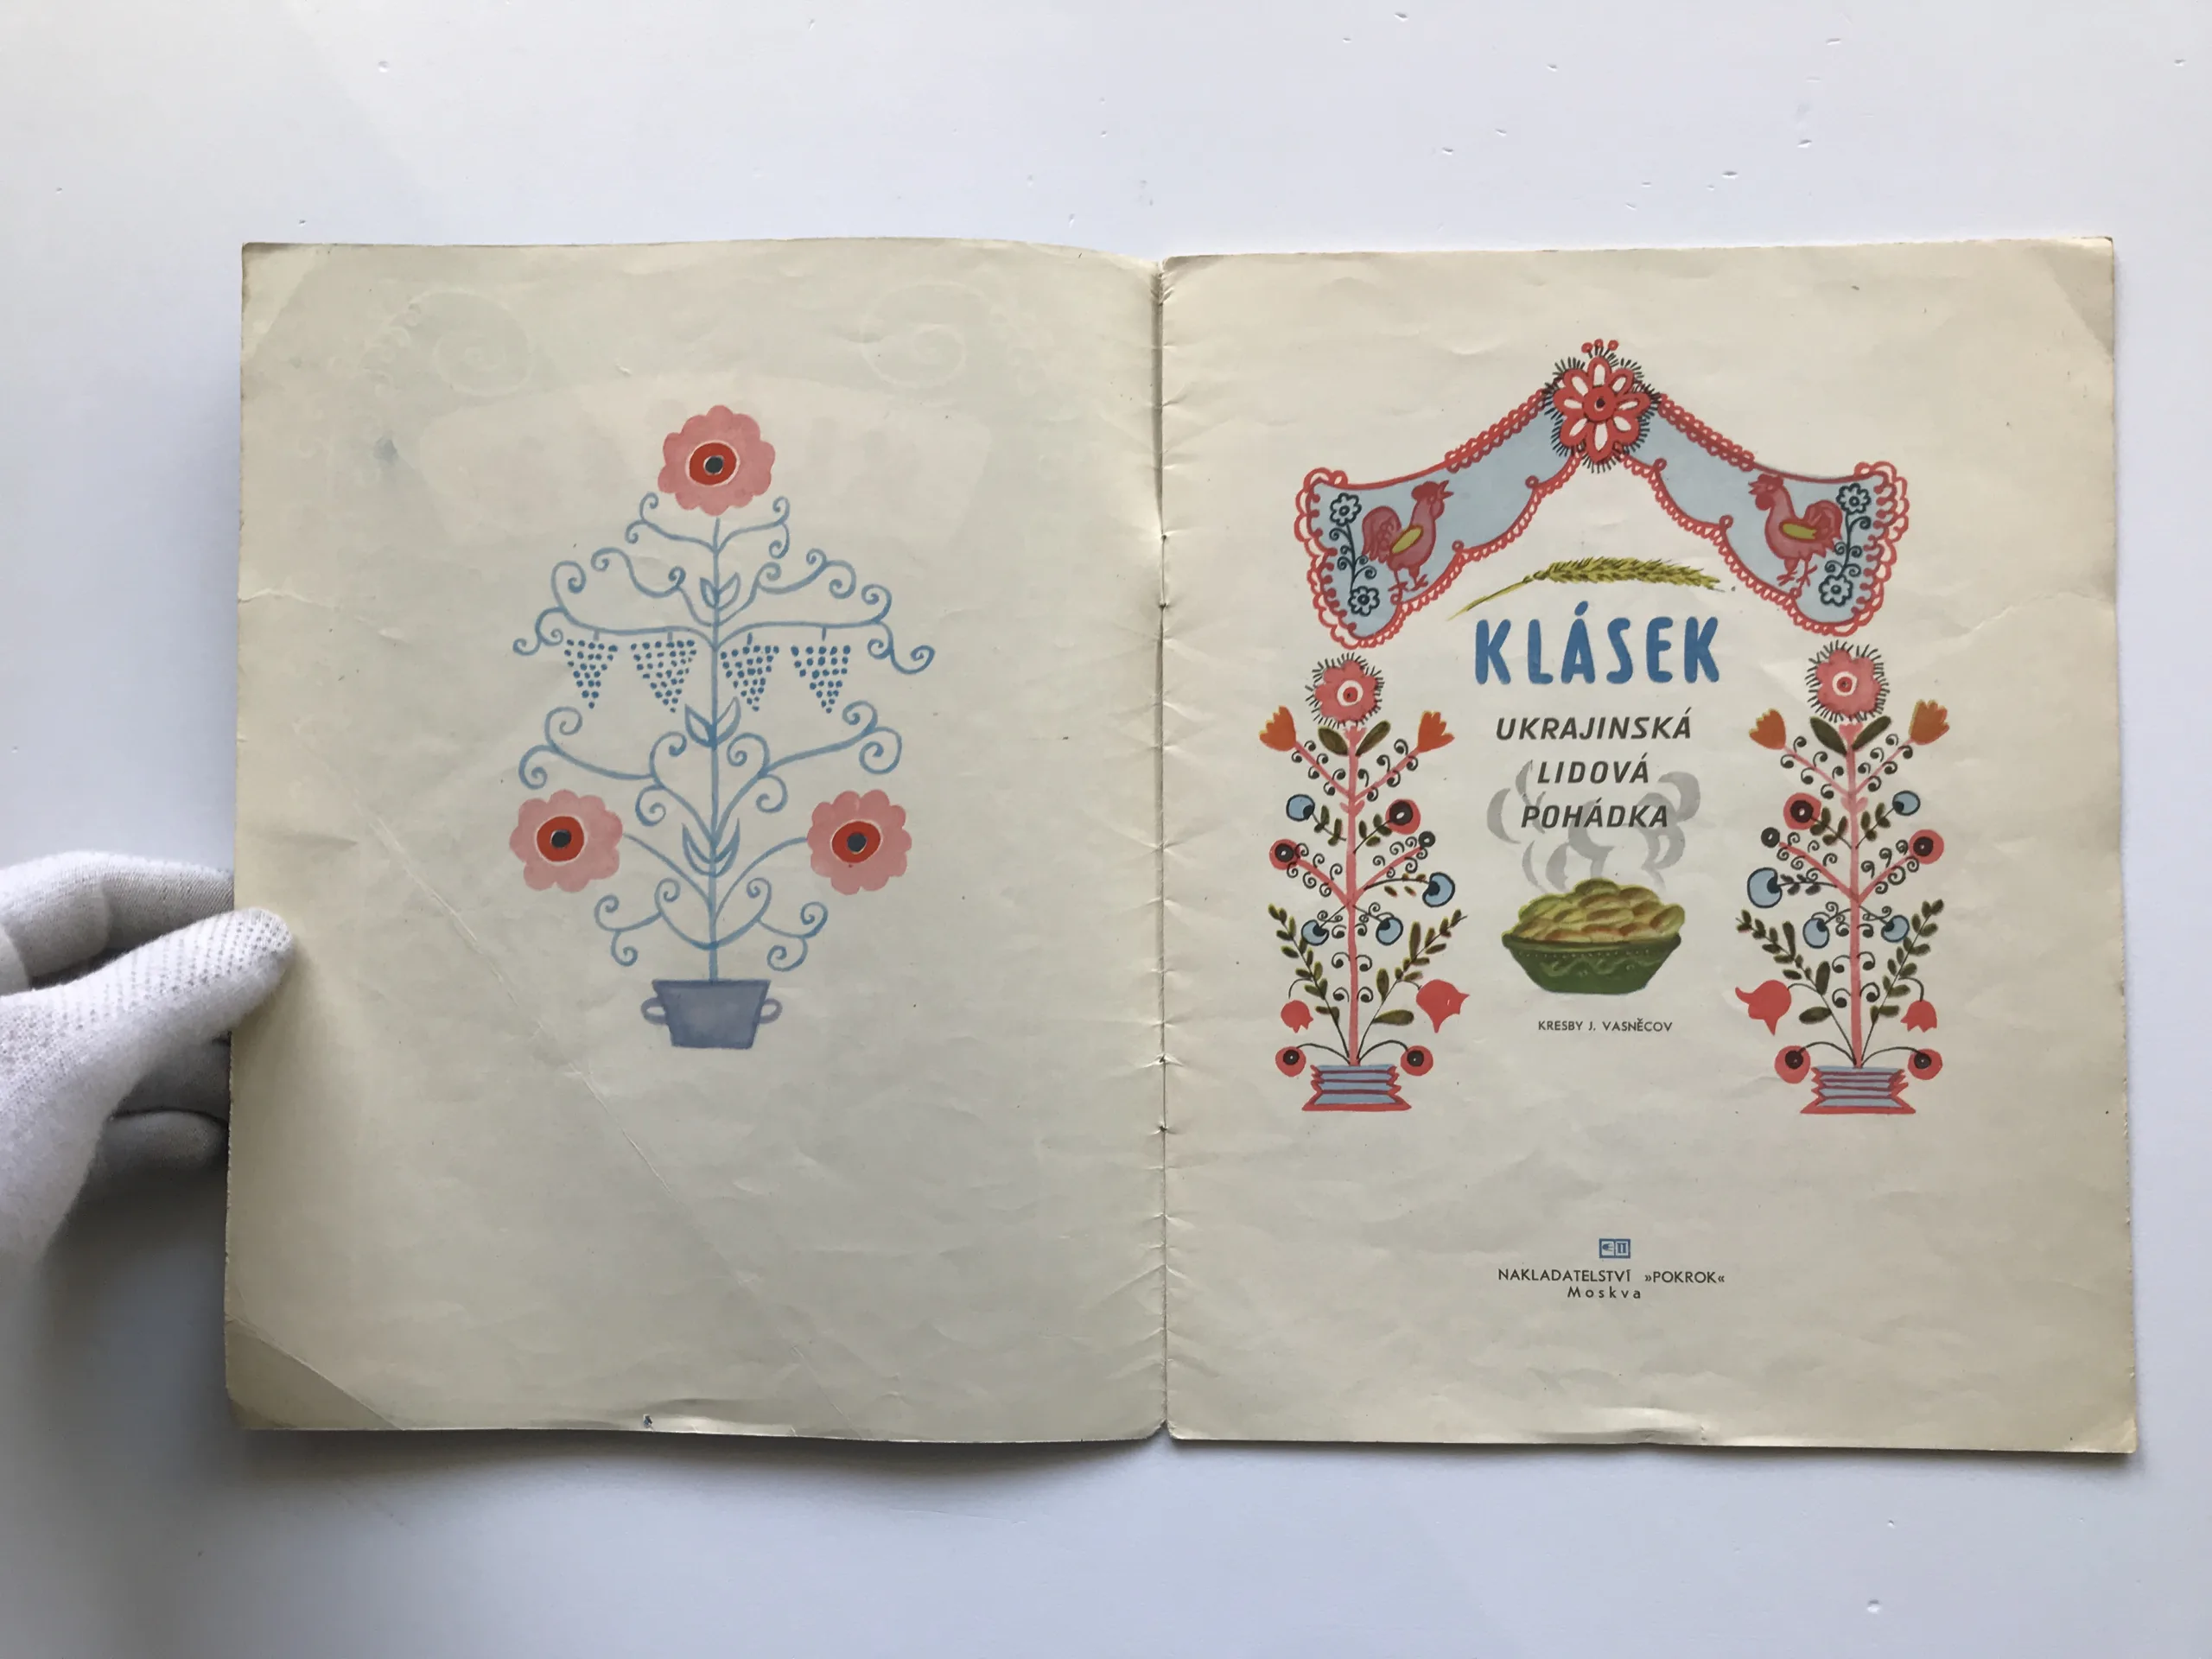 KLÁSEK
UKRAJINSKÁ
LIDOVÁ
POHÁDKA
KRESBY J. VASNĚCOV
NAKLADATELSTVÍ »POKROK«
Moskva